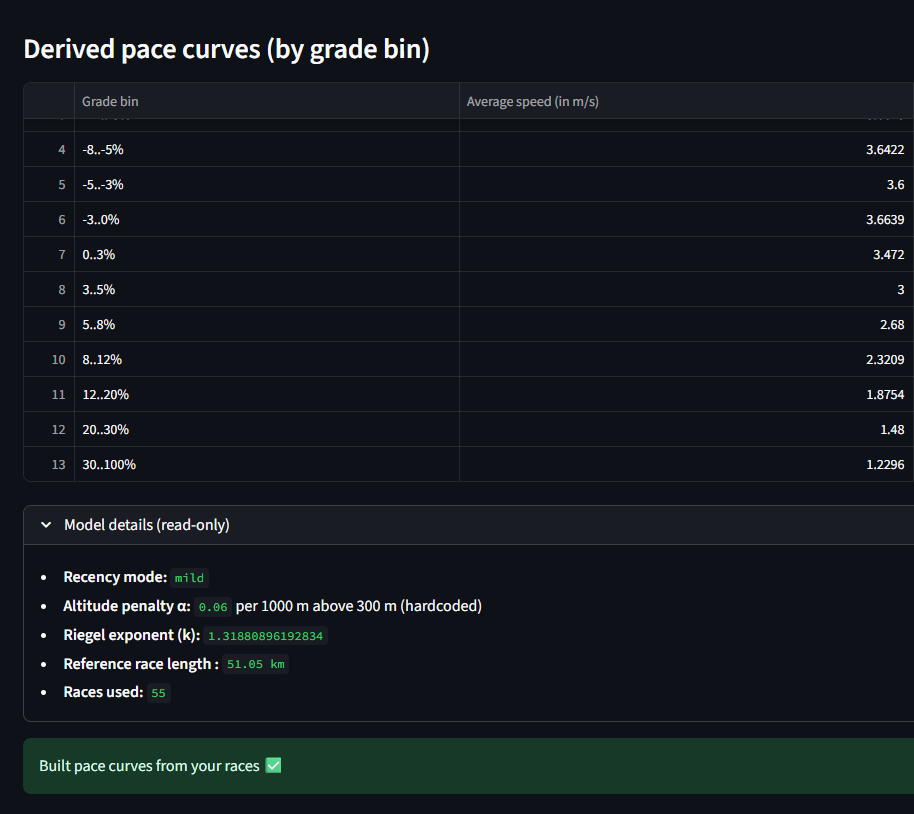 Derived pace curves (by grade bin)
Grade bin Average speed (in m/s)
4 -8..-5% 3.6422
5 -5..-3% 3.6
6 -3..0% 3.6639
7 0..3% 3.472
8 3..5% 3
9 5..8% 2.68
10 8..12% 2.3209
11 12..20% 1.8754
12 20..30% 1.48
13 30..100% 1.2296
Model details (read-only)
• Recency mode: mild
• Altitude penalty α: 0.06 per 1000 m above 300 m (hardcoded)
• Riegel exponent (k): 1.31880896192834
• Reference race length : 51.05 km
• Races used: 55
Built pace curves from your races ✅